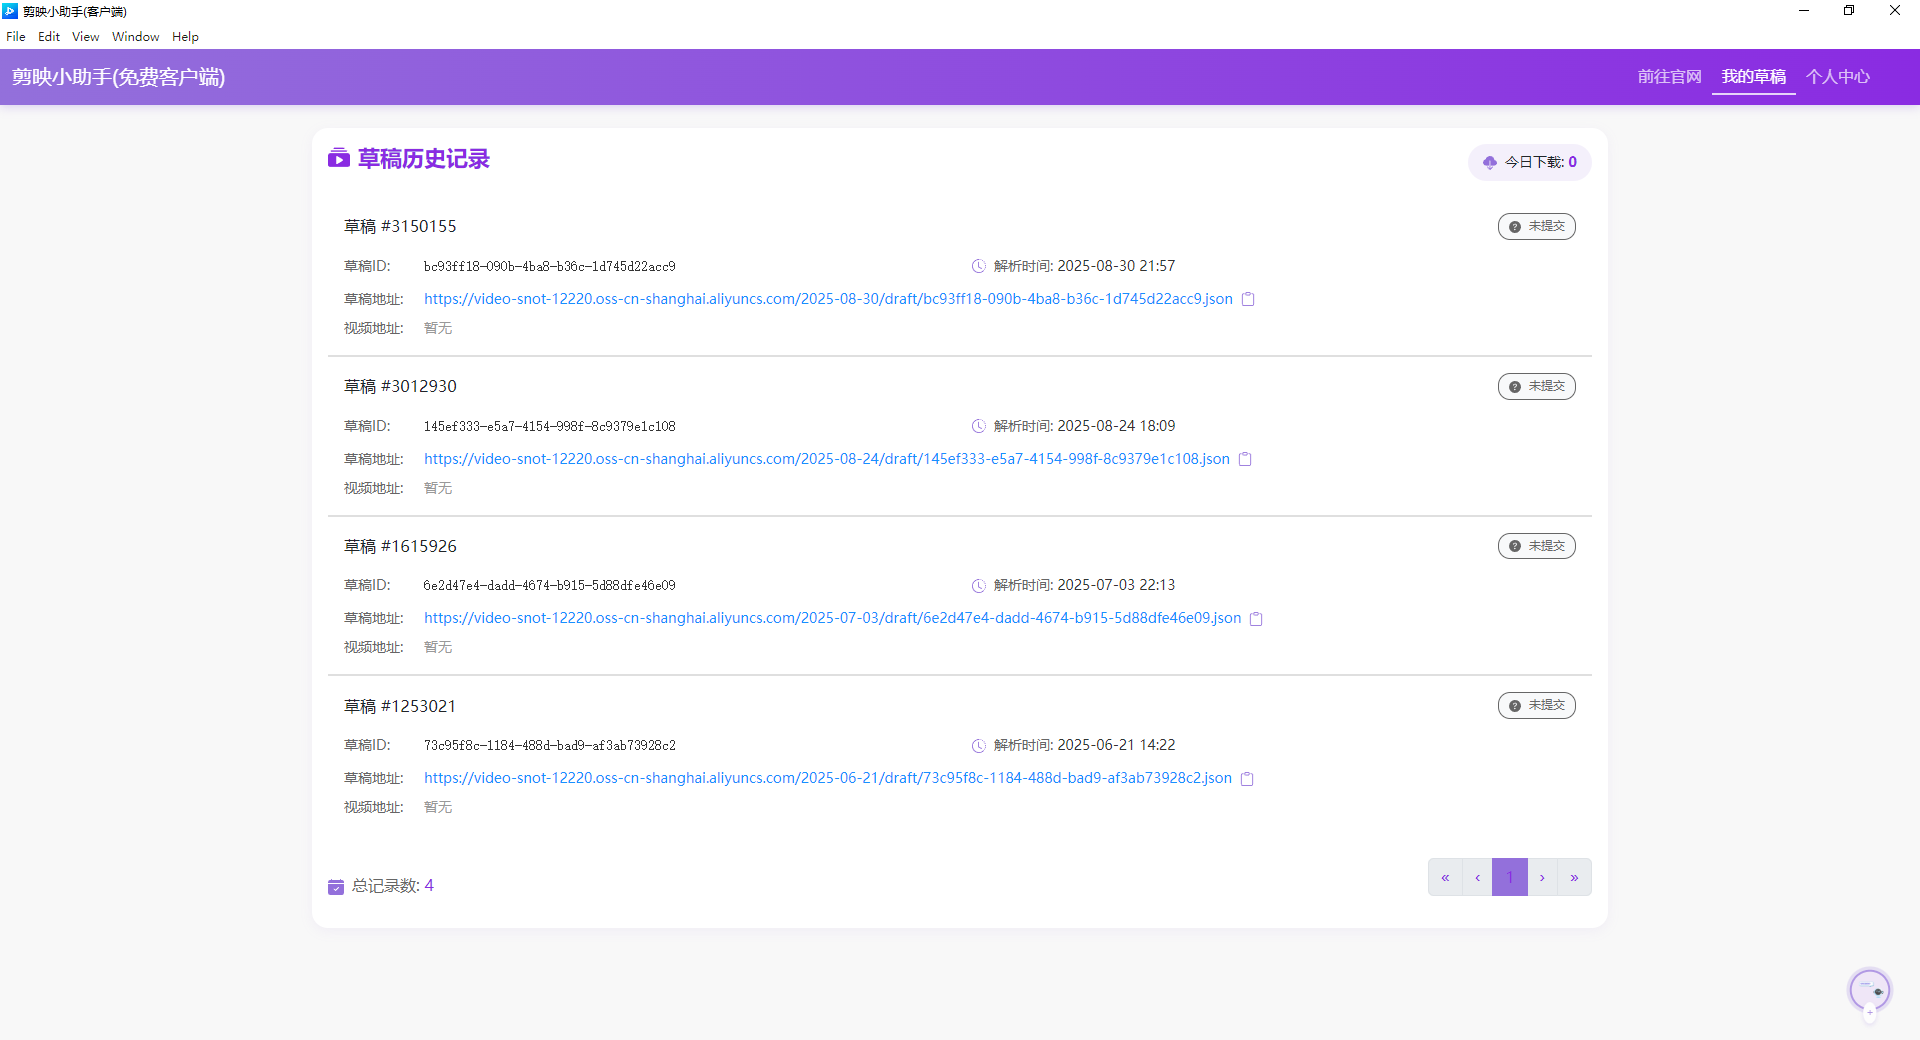 剪映小助手(客户端)
File Edit View Window Help
剪映小助手(免费客户端) 前往官网 我的草稿 个人中心
草稿历史记录 今日下载: 0
草稿 #3150155 未提交
草稿ID: bc93ff18-090b-4ba8-b36c-1d745d22acc9 解析时间: 2025-08-30 21:57
草稿地址: https://video-snot-12220.oss-cn-shanghai.aliyuncs.com/2025-08-30/draft/bc93ff18-090b-4ba8-b36c-1d745d22acc9.json
视频地址: 暂无
草稿 #3012930 未提交
草稿ID: 145ef333-e5a7-4154-998f-8c9379e1c108 解析时间: 2025-08-24 18:09
草稿地址: https://video-snot-12220.oss-cn-shanghai.aliyuncs.com/2025-08-24/draft/145ef333-e5a7-4154-998f-8c9379e1c108.json
视频地址: 暂无
草稿 #1615926 未提交
草稿ID: 6e2d47e4-dadd-4674-b915-5d88dfe46e09 解析时间: 2025-07-03 22:13
草稿地址: https://video-snot-12220.oss-cn-shanghai.aliyuncs.com/2025-07-03/draft/6e2d47e4-dadd-4674-b915-5d88dfe46e09.json
视频地址: 暂无
草稿 #1253021 未提交
草稿ID: 73c95f8c-1184-488d-bad9-af3ab73928c2 解析时间: 2025-06-21 14:22
草稿地址: https://video-snot-12220.oss-cn-shanghai.aliyuncs.com/2025-06-21/draft/73c95f8c-1184-488d-bad9-af3ab73928c2.json
视频地址: 暂无
总记录数: 4 « ‹ 1 › »